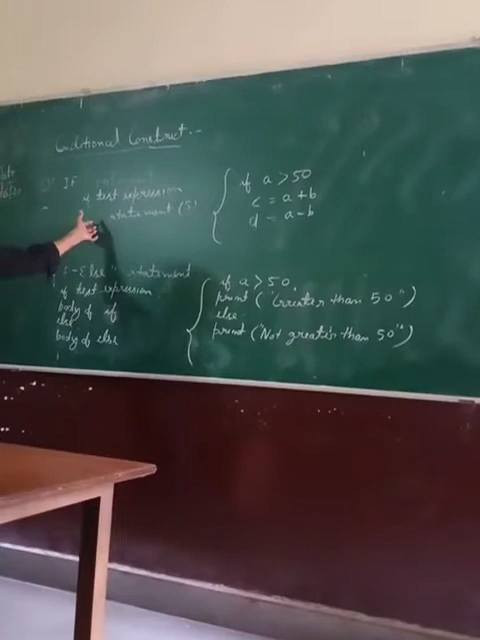 Conditional Construct :-
IF
if test expression
statement (s)
if a > 50
c = a + b
d = a - b
-Else" statement
if test expression
body of if
else
body of else
if a > 50,
print ("Greater than 50")
else
print ("Not greater than 50")